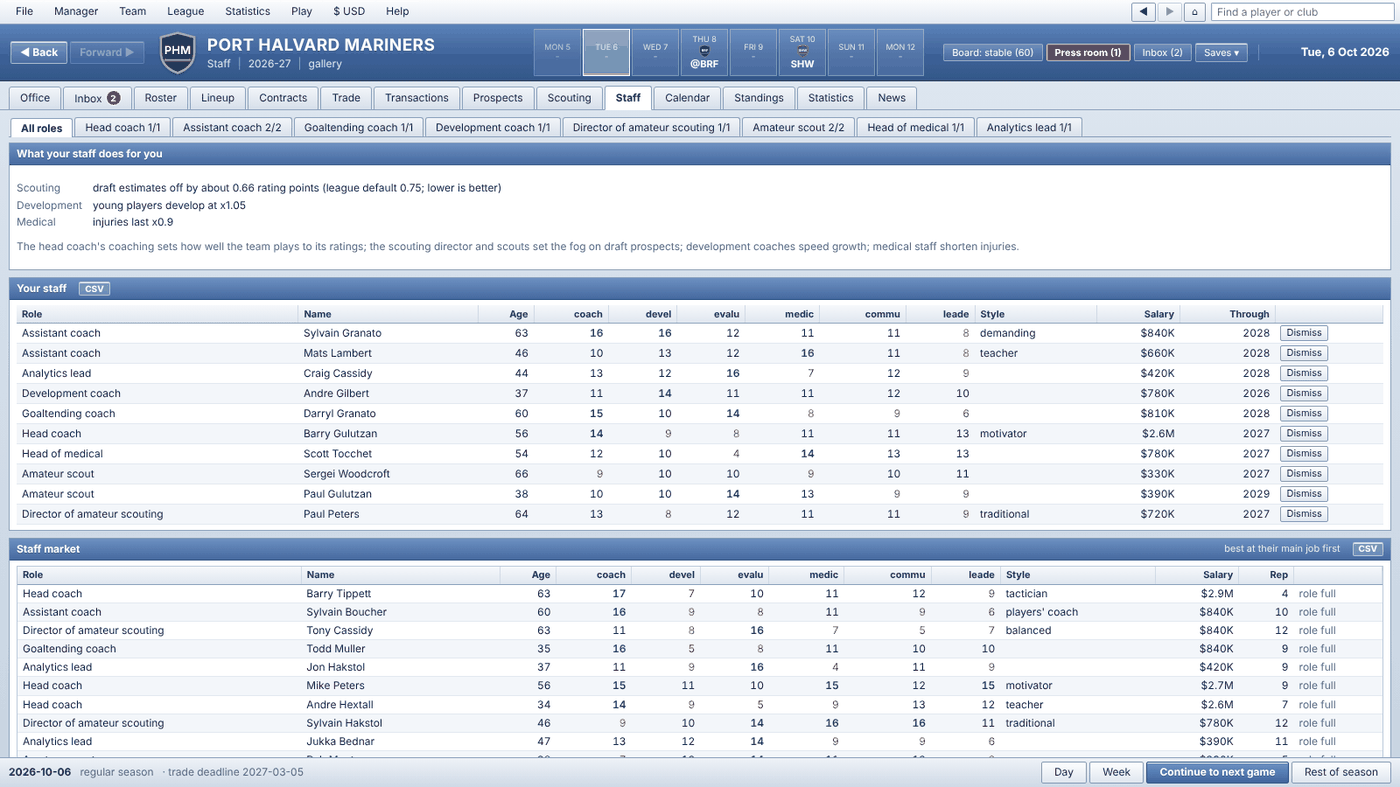 File Manager Team League Statistics Play $ USD Help ◀ ▶ ⌂ Find a player or club
◀ Back Forward ▶ PHM PORT HALVARD MARINERS
Staff | 2026-27 | gallery
MON 5 - TUE 6 - WED 7 - THU 8 @BRF FRI 9 - SAT 10 SHW SUN 11 - MON 12 -
Board: stable (60) Press room (1) Inbox (2) Saves ▾ Tue, 6 Oct 2026
Office Inbox 2 Roster Lineup Contracts Trade Transactions Prospects Scouting Staff Calendar Standings Statistics News
All roles Head coach 1/1 Assistant coach 2/2 Goaltending coach 1/1 Development coach 1/1 Director of amateur scouting 1/1 Amateur scout 2/2 Head of medical 1/1 Analytics lead 1/1
What your staff does for you
Scouting draft estimates off by about 0.66 rating points (league default 0.75; lower is better)
Development young players develop at x1.05
Medical injuries last x0.9
The head coach's coaching sets how well the team plays to its ratings; the scouting director and scouts set the fog on draft prospects; development coaches speed growth; medical staff shorten injuries.
Your staff CSV
Role Name Age coach devel evalu medic commu leade Style Salary Through
Assistant coach Sylvain Granato 63 16 16 12 11 11 8 demanding $840K 2028 Dismiss
Assistant coach Mats Lambert 46 10 13 12 16 11 8 teacher $660K 2028 Dismiss
Analytics lead Craig Cassidy 44 13 12 16 7 12 9 $420K 2028 Dismiss
Development coach Andre Gilbert 37 11 14 11 11 12 10 $780K 2026 Dismiss
Goaltending coach Darryl Granato 60 15 10 14 8 9 6 $810K 2028 Dismiss
Head coach Barry Gulutzan 56 14 9 8 11 11 13 motivator $2.6M 2027 Dismiss
Head of medical Scott Tocchet 54 12 10 4 14 13 13 $780K 2027 Dismiss
Amateur scout Sergei Woodcroft 66 9 10 10 9 10 11 $330K 2027 Dismiss
Amateur scout Paul Gulutzan 38 10 10 14 13 9 9 $390K 2029 Dismiss
Director of amateur scouting Paul Peters 64 13 8 12 11 11 9 traditional $720K 2027 Dismiss
Staff market best at their main job first CSV
Role Name Age coach devel evalu medic commu leade Style Salary Rep
Head coach Barry Tippett 63 17 7 10 11 12 9 tactician $2.9M 4 role full
Assistant coach Sylvain Boucher 60 16 9 8 11 9 6 players' coach $840K 10 role full
Director of amateur scouting Tony Cassidy 63 11 8 16 7 5 7 balanced $840K 12 role full
Goaltending coach Todd Muller 35 16 5 8 11 10 10 $840K 9 role full
Analytics lead Jon Hakstol 37 11 9 16 4 11 9 $420K 9 role full
Head coach Mike Peters 56 15 11 10 15 12 15 motivator $2.7M 9 role full
Head coach Andre Hextall 34 14 9 5 9 13 12 teacher $2.6M 7 role full
Director of amateur scouting Sylvain Hakstol 46 9 10 14 16 16 11 traditional $780K 12 role full
Analytics lead Jukka Bednar 47 13 12 14 9 9 6 $390K 11 role full
2026-10-06 regular season · trade deadline 2027-03-05 Day Week Continue to next game Rest of season